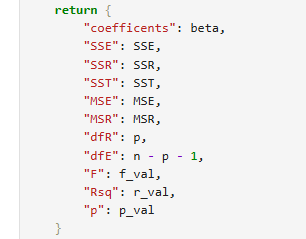 return {
"coefficents": beta,
"SSE": SSE,
"SSR": SSR,
"SST": SST,
"MSE": MSE,
"MSR": MSR,
"dfR": p,
"dfE": n - p - 1,
"F": f_val,
"Rsq": r_val,
"p": p_val
}